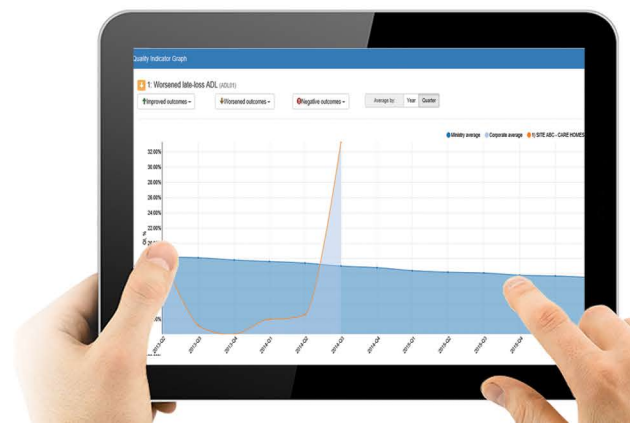 Quality Indicator Graph
1: Worsened late-loss ADL (ADL01)
Improved outcomes
Worsened outcomes
Negative outcomes
Average by: Year Quarter
Ministry average Corporate average SITE ABC - CARE HOMES
32.00%
30.00%
28.00%
26.00%
24.00%
22.00%
%
2013-Q2 2013-Q3 2013-Q4 2014-Q1 2014-Q2 2014-Q3 2014-Q4 2015-Q1 2015-Q2 2015-Q3 2015-Q4